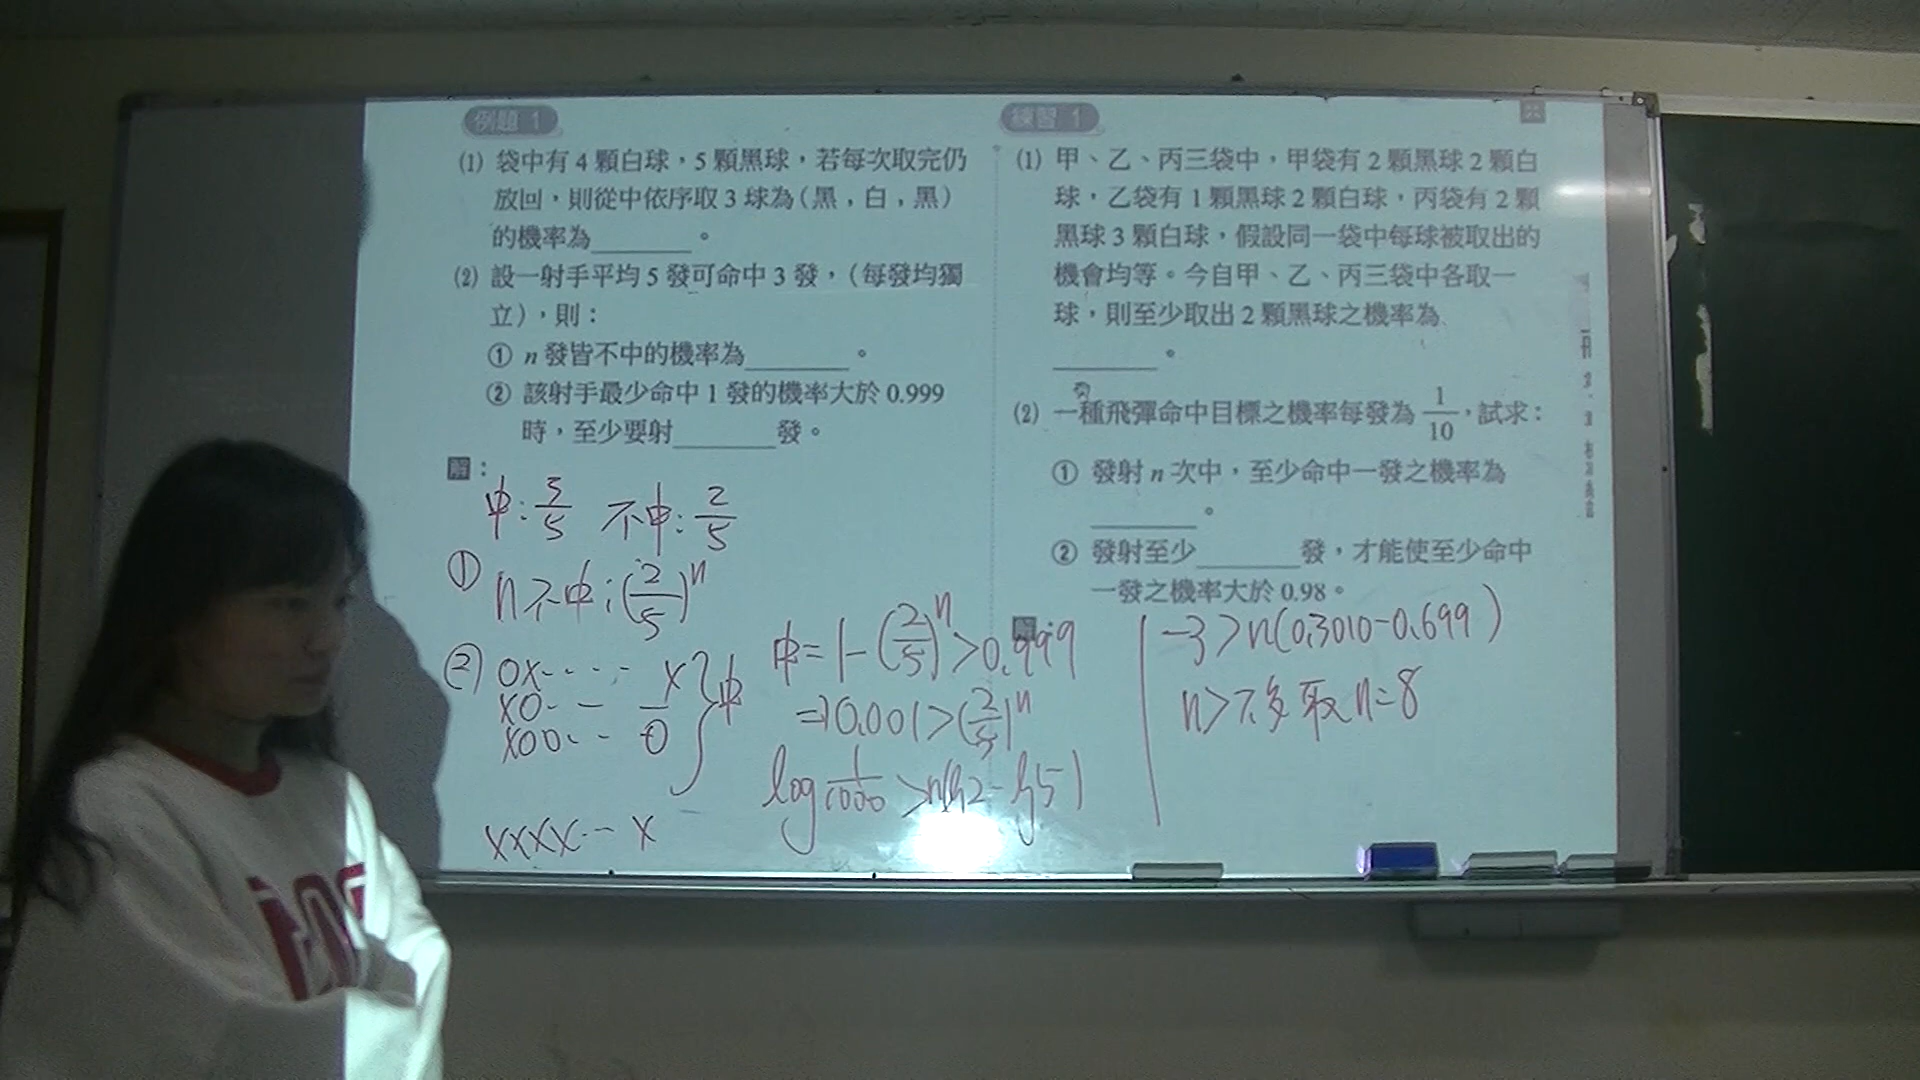 例題 1
(1) 袋中有 4 顆白球，5 顆黑球，若每次取完仍
放回，則從中依序取 3 球為（黑，白，黑）
的機率為________。
(2) 設一射手平均 5 發可命中 3 發，（每發均獨
立），則：
① n 發皆不中的機率為________。
② 該射手最少命中 1 發的機率大於 0.999
時，至少要射________發。
解：
中：3/5 不中：2/5
① n不中：(2/5)^n
② 0x---- x
x0-- 0
x00-- 0
}中
xxxx-- x
中=1-(2/5)^n>0.999
⇒0.001>(2/5)^n
log 1/1000 >n(lg2-lg5)
練習 1
(1) 甲、乙、丙三袋中，甲袋有 2 顆黑球 2 顆白
球，乙袋有 1 顆黑球 2 顆白球，丙袋有 2 顆
黑球 3 顆白球，假設同一袋中每球被取出的
機會均等。今自甲、乙、丙三袋中各取一
球，則至少取出 2 顆黑球之機率為
________。
(2) 一種飛彈命中目標之機率每發為 1/10，試求：
① 發射 n 次中，至少命中一發之機率為
________。
② 發射至少________發，才能使至少命中
一發之機率大於 0.98。
解
-3>n(0.3010-0.699)
n>7.多 取n=8